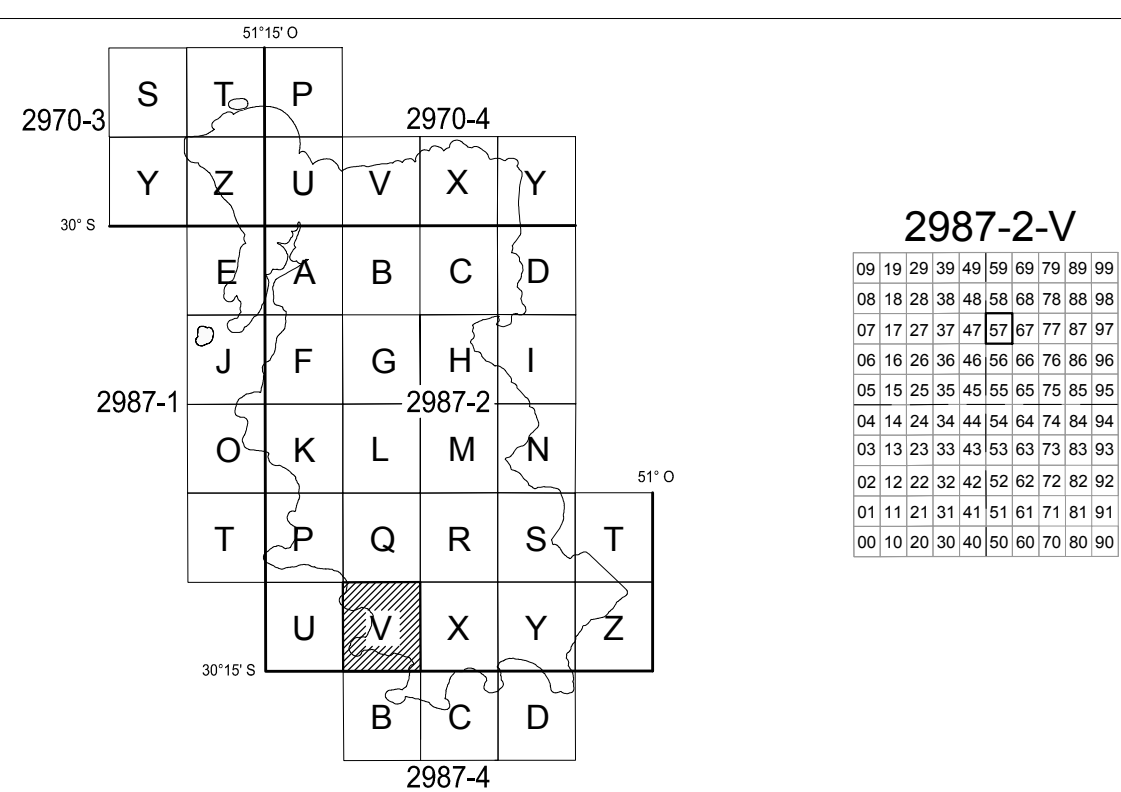 51°15' O
S T P
2970-3 2970-4
Y Z U V X Y
30° S
E A B C D
J F G H I
2987-1 2987-2
O K L M N
51° O
T P Q R S T
U V X Y Z
30°15' S
B C D
2987-4
2987-2-V
09 19 29 39 49 59 69 79 89 99
08 18 28 38 48 58 68 78 88 98
07 17 27 37 47 57 67 77 87 97
06 16 26 36 46 56 66 76 86 96
05 15 25 35 45 55 65 75 85 95
04 14 24 34 44 54 64 74 84 94
03 13 23 33 43 53 63 73 83 93
02 12 22 32 42 52 62 72 82 92
01 11 21 31 41 51 61 71 81 91
00 10 20 30 40 50 60 70 80 90